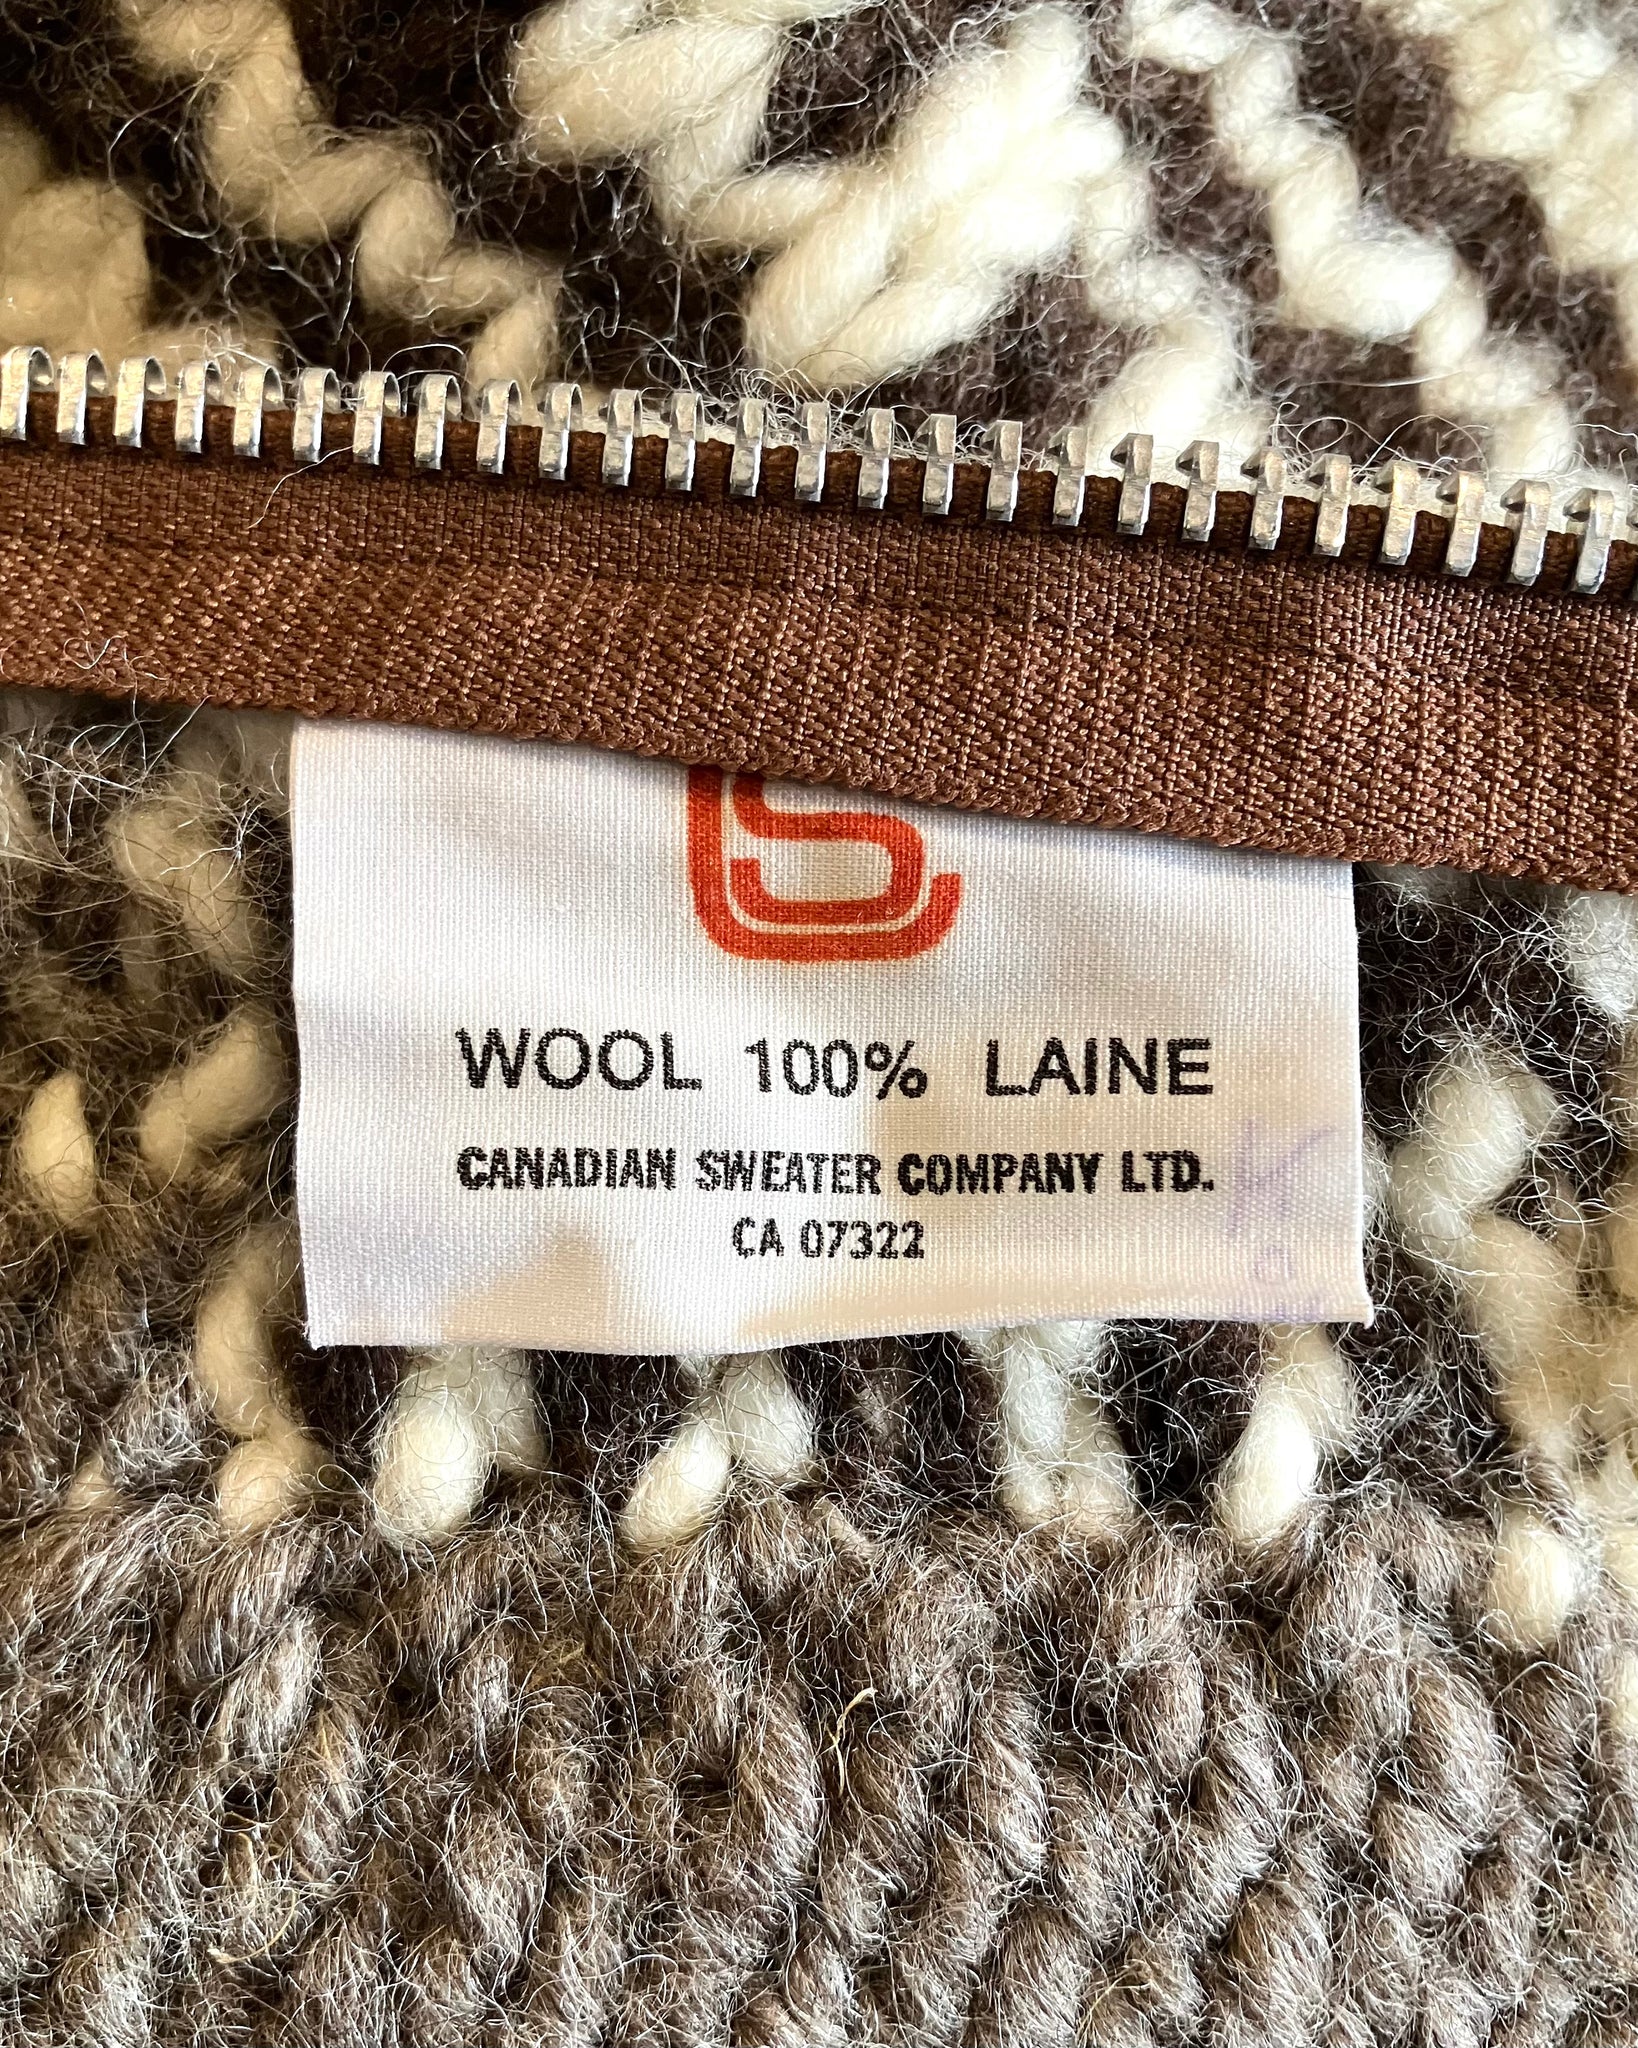 WOOL 100% LAINE
CANADIAN SWEATER COMPANY LTD.
CA 07322